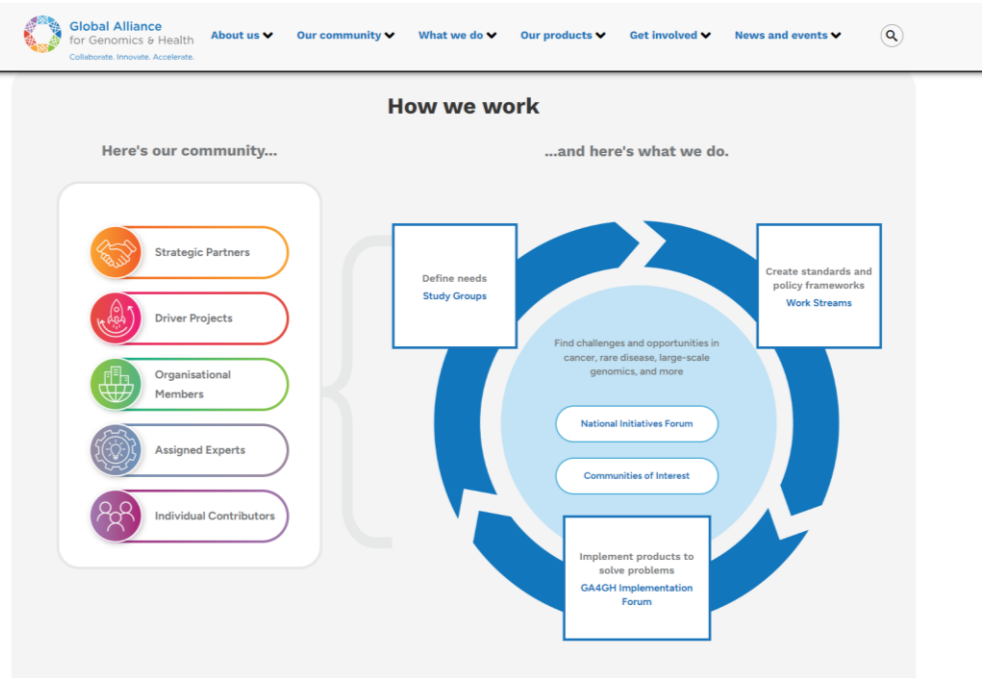 Global Alliance
for Genomics & Health
Collaborate. Innovate. Accelerate.
About us
Our community
What we do
Our products
Get involved
News and events
How we work
Here's our community...
...and here's what we do.
Strategic Partners
Driver Projects
Organisational
Members
Assigned Experts
Individual Contributors
Define needs
Study Groups
Create standards and
policy frameworks
Work Streams
Find challenges and opportunities in
cancer, rare disease, large-scale
genomics, and more
National Initiatives Forum
Communities of Interest
Implement products to
solve problems
GA4GH Implementation
Forum